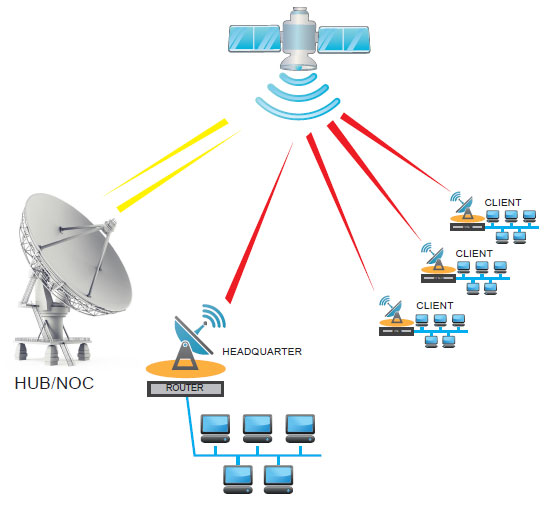 CLIENT
CLIENT
CLIENT
HEADQUARTER
HUB/NOC
ROUTER